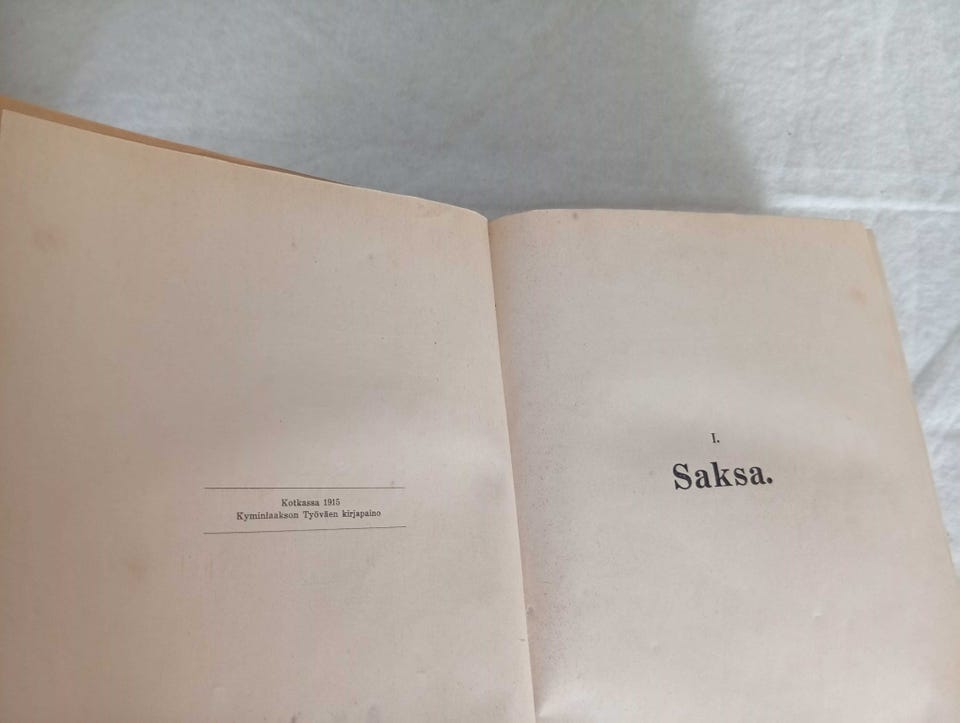 Kotkassa 1915
Kyminlaakson Työväen kirjapaino
I.
Saksa.